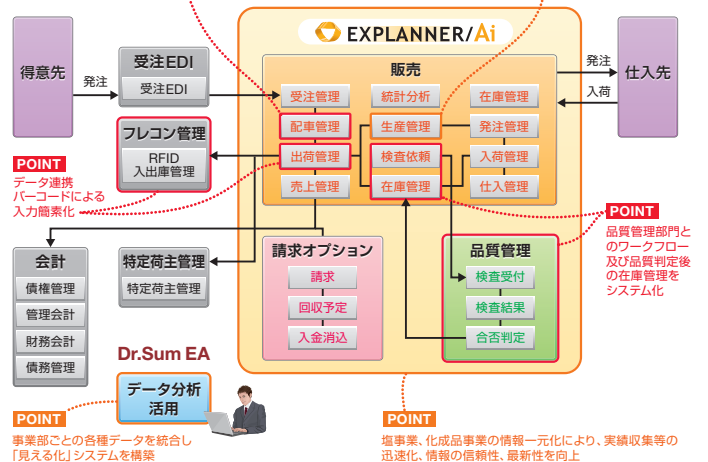 EXPLANNER/Ai
得意先
発注
受注EDI
受注EDI
販売
受注管理
統計分析
在庫管理
配車管理
生産管理
発注管理
出荷管理
検査依頼
入荷管理
売上管理
在庫管理
仕入管理
発注
入荷
仕入先
フレコン管理
RFID
入出庫管理
POINT
データ連携
バーコードによる
入力簡素化
POINT
品質管理部門と
のワークフロー
及び品質判定後
の在庫管理を
システム化
会計
債権管理
管理会計
財務会計
債務管理
特定荷主管理
特定荷主管理
請求オプション
請求
回収予定
入金消込
品質管理
検査受付
検査結果
合否判定
Dr.Sum EA
データ分析
活用
POINT
事業部ごとの各種データを統合し
「見える化」システムを構築
POINT
塩事業、化成品事業の情報一元化により、実績収集等の
迅速化、情報の信頼性、最新性を向上